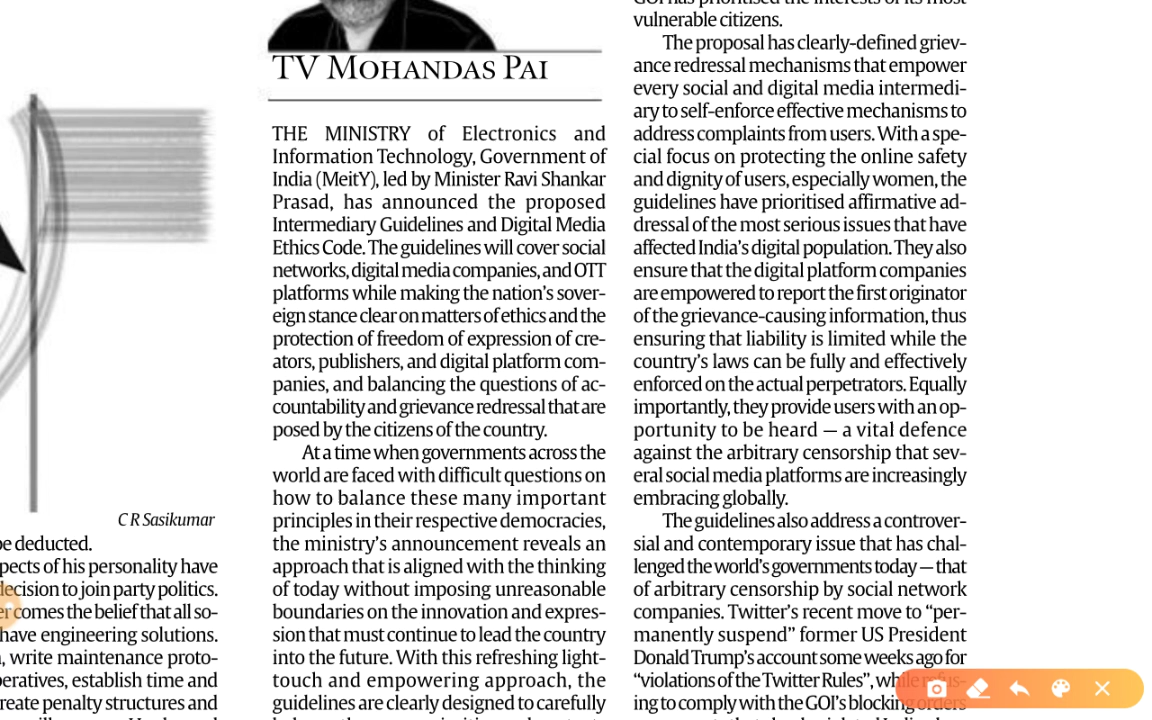 C R Sasikumar
be deducted.
pects of his personality have
decision to join party politics.
er comes the belief that all so-
have engineering solutions.
, write maintenance proto-
peratives, establish time and
reate penalty structures and
TV MOHANDAS PAI
THE MINISTRY of Electronics and
Information Technology, Government of
India (MeitY), led by Minister Ravi Shankar
Prasad, has announced the proposed
Intermediary Guidelines and Digital Media
Ethics Code. The guidelines will cover social
networks, digital media companies, and OTT
platforms while making the nation's sover-
eign stance clear on matters of ethics and the
protection of freedom of expression of cre-
ators, publishers, and digital platform com-
panies, and balancing the questions of ac-
countability and grievance redressal that are
posed by the citizens of the country.
At a time when governments across the
world are faced with difficult questions on
how to balance these many important
principles in their respective democracies,
the ministry's announcement reveals an
approach that is aligned with the thinking
of today without imposing unreasonable
boundaries on the innovation and expres-
sion that must continue to lead the country
into the future. With this refreshing light-
touch and empowering approach, the
guidelines are clearly designed to carefully
GOI has prioritised the interests of its most
vulnerable citizens.
The proposal has clearly-defined griev-
ance redressal mechanisms that empower
every social and digital media intermedi-
ary to self-enforce effective mechanisms to
address complaints from users. With a spe-
cial focus on protecting the online safety
and dignity of users, especially women, the
guidelines have prioritised affirmative ad-
dressal of the most serious issues that have
affected India's digital population. They also
ensure that the digital platform companies
are empowered to report the first originator
of the grievance-causing information, thus
ensuring that liability is limited while the
country's laws can be fully and effectively
enforced on the actual perpetrators. Equally
importantly, they provide users with an op-
portunity to be heard — a vital defence
against the arbitrary censorship that sev-
eral social media platforms are increasingly
embracing globally.
The guidelines also address a controver-
sial and contemporary issue that has chal-
lenged the world's governments today — that
of arbitrary censorship by social network
companies. Twitter's recent move to "per-
manently suspend" former US President
Donald Trump's account some weeks ago for
"violations of the Twitter Rules", while refus-
ing to comply with the GOI's blocking orders